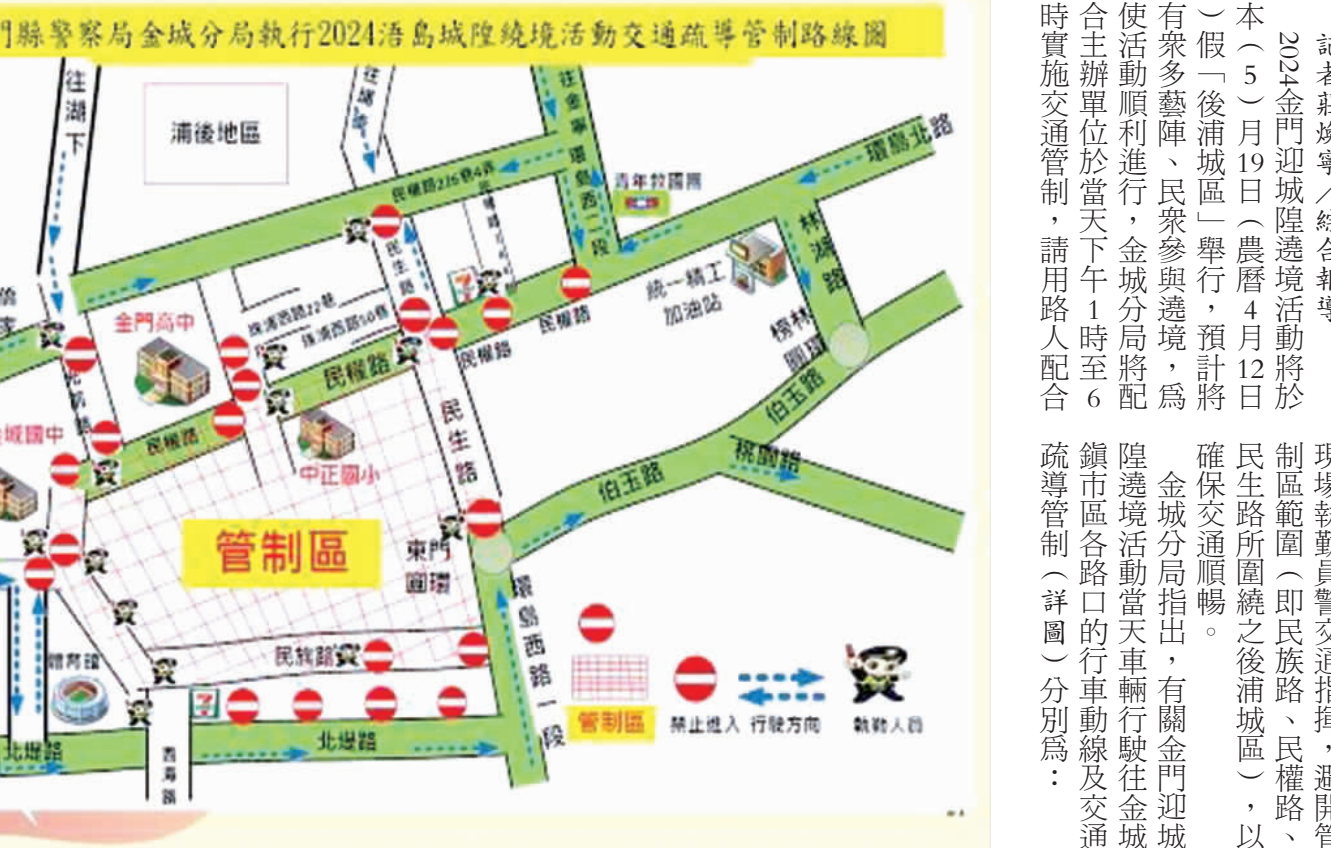 門縣警察局金城分局執行2024浯島城隍繞境活動交通疏導管制路線圖
往湖下
浦後地區
往金寧
環島西二段
環島北路
民權路226巷4弄
青年救國團
林湖路
民生路
珠浦西路22巷
珠浦西路50巷
統一精工
加油站
榜林
圓環
金門高中
民權路
民權路
民權路
民權路
城國中
中正國小
民生路
伯玉路
伯玉路
桃園路
管制區
東門
圓環
環島西路一段
民族路
體育館
北堤路
北堤路
西海路
管制區
禁止進入
行駛方向
執勤人員
記者莊煥寧／綜合報導
2024金門迎城隍遶境活動將於
本（5）月19日（農曆4月12日
）假「後浦城區」舉行，預計將
有眾多藝陣、民眾參與遶境，為
使活動順利進行，金城分局將配
合主辦單位於當天下午1時至6
時實施交通管制，請用路人配合
現場執勤員警交通指揮，避開管
制區範圍（即民族路、民權路、
民生路所圍繞之後浦城區），以
確保交通順暢。
金城分局指出，有關金門迎城
隍遶境活動當天車輛行駛往金城
鎮市區各路口的行車動線及交通
疏導管制（詳圖）分別為：